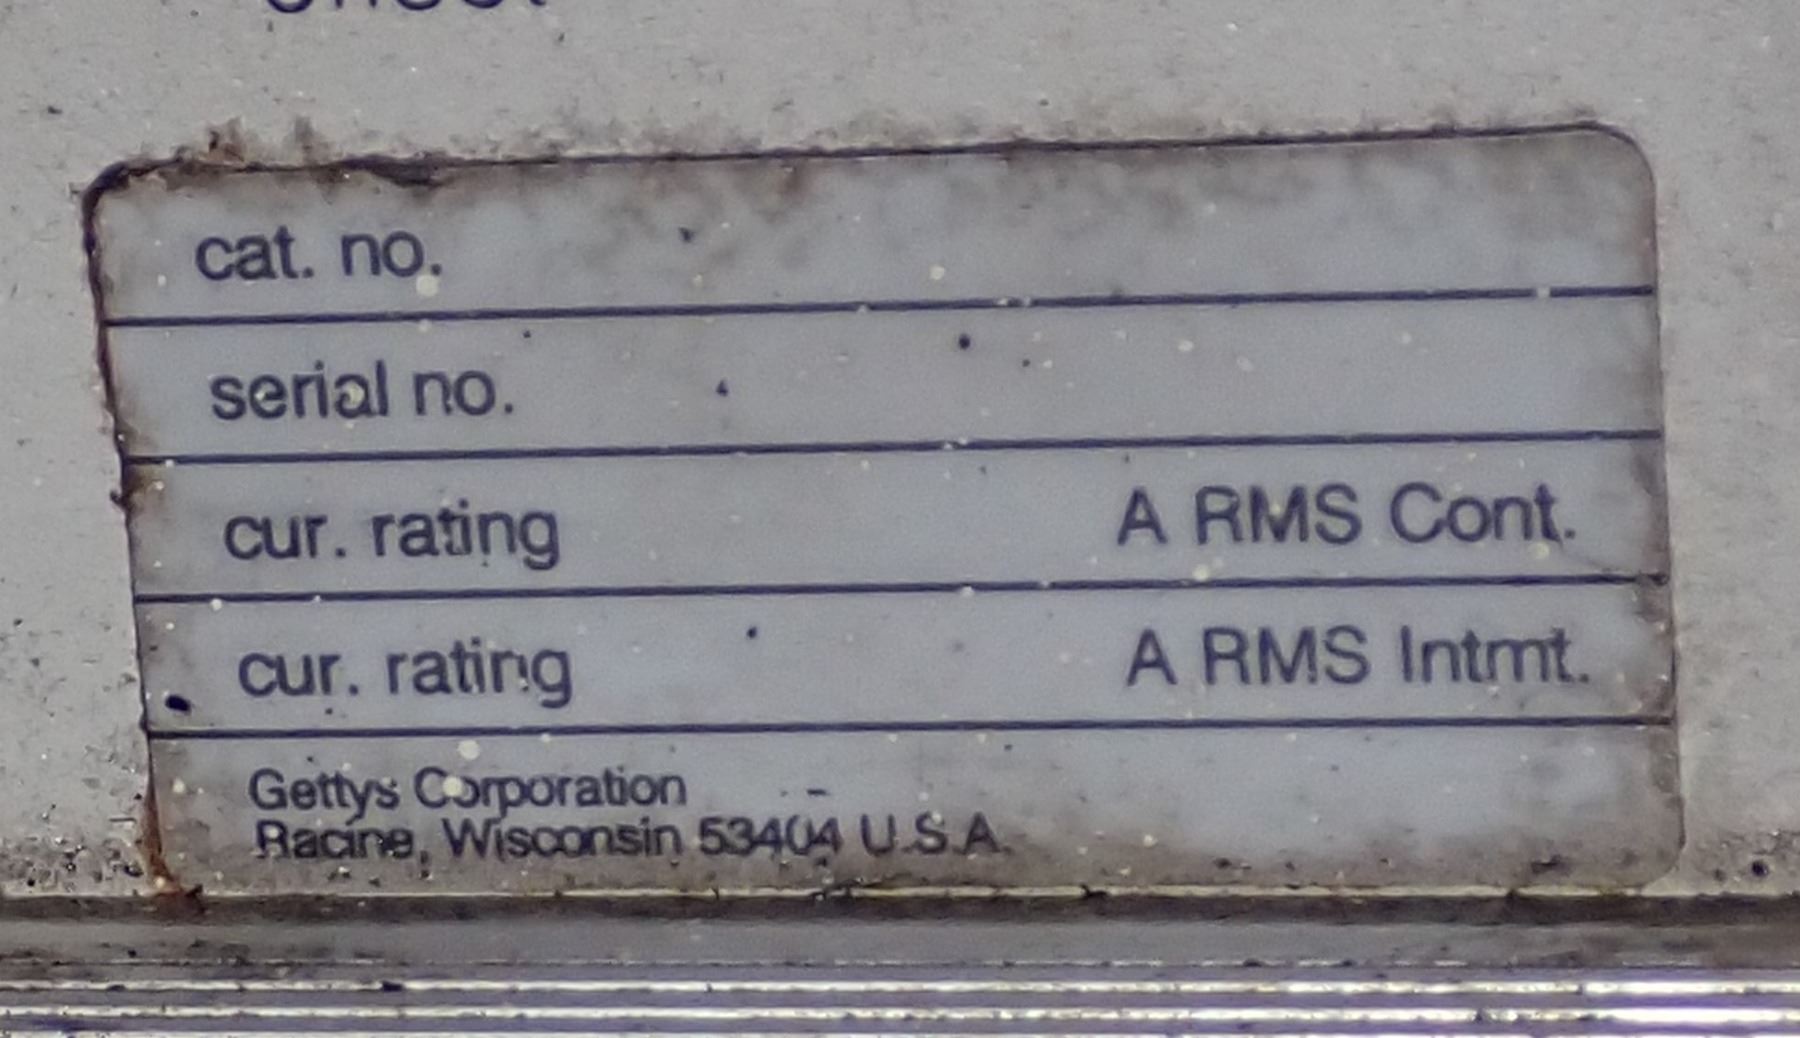 cat. no.
serial no.
cur. rating A RMS Cont.
cur. rating A RMS Intmt.
Gettys Corporation
Racine, Wisconsin 53404 U.S.A.